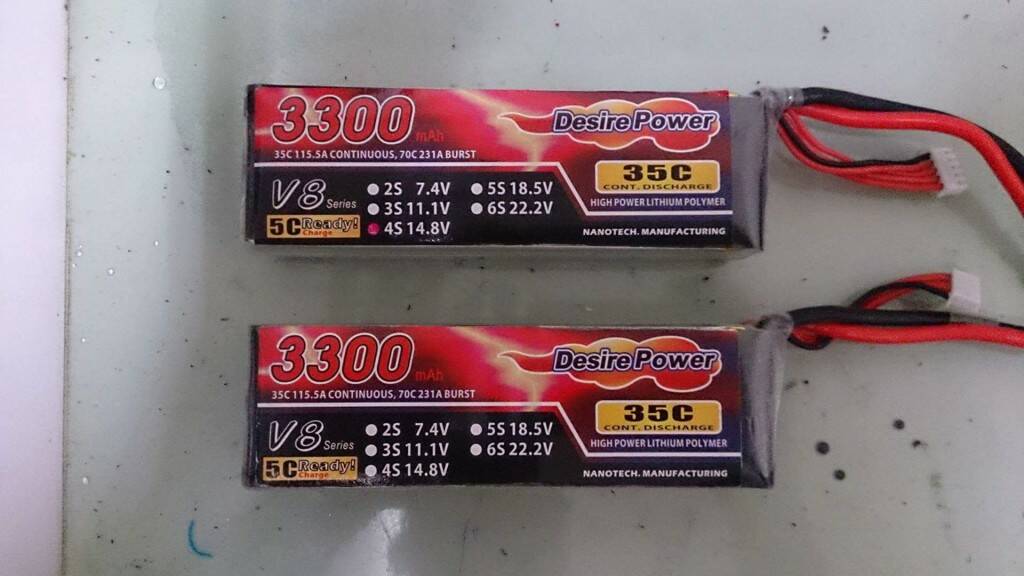 3300 mAh
Desire Power
35C 115.5A CONTINUOUS, 70C 231A BURST
35C
CONT. DISCHARGE
HIGH POWER LITHIUM POLYMER
V8 Series
2S 7.4V
5S 18.5V
3S 11.1V
6S 22.2V
4S 14.8V
5C Ready!
Charge
NANOTECH. MANUFACTURING
3300 mAh
Desire Power
35C 115.5A CONTINUOUS, 70C 231A BURST
35C
CONT. DISCHARGE
HIGH POWER LITHIUM POLYMER
V8 Series
2S 7.4V
5S 18.5V
3S 11.1V
6S 22.2V
4S 14.8V
5C Ready!
Charge
NANOTECH. MANUFACTURING